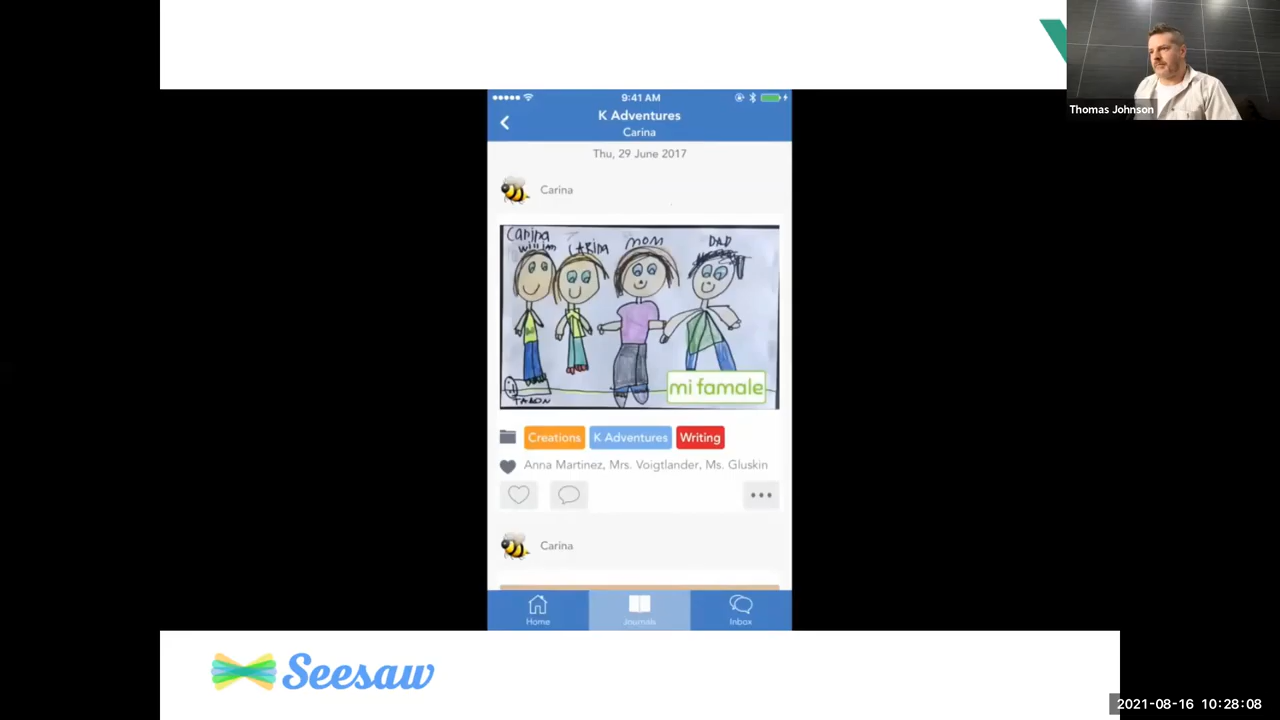 Thomas Johnson
9:41 AM
K Adventures
Carina
Thu, 29 June 2017
Carina
Carina
William
CARINA
MOM
DAD
mi famale
TARON
Creations K Adventures Writing
Anna Martinez, Mrs. Voigtlander, Ms. Gluskin
Carina
Home Journals Inbox
Seesaw
2021-08-16 10:28:08